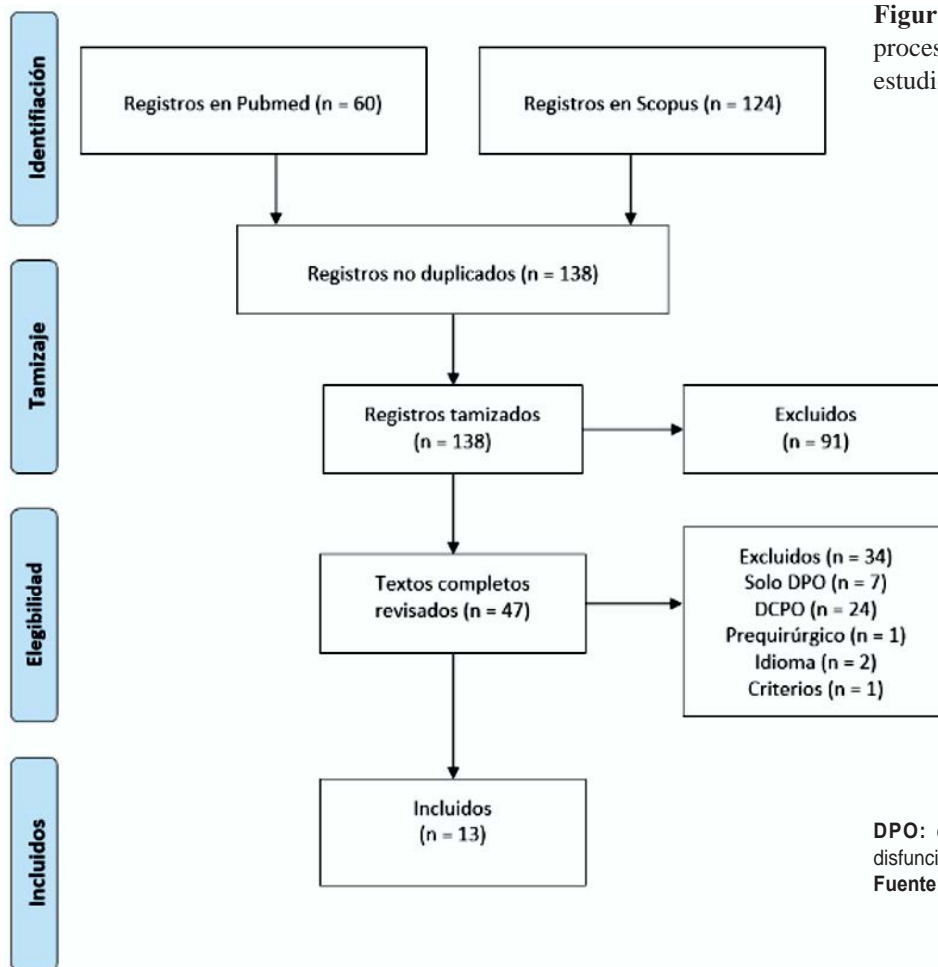 Figur
proces
estudi
Identifiación
Registros en Pubmed (n = 60)
Registros en Scopus (n = 124)
Registros no duplicados (n = 138)
Tamizaje
Registros tamizados
(n = 138)
Excluidos
(n = 91)
Elegibilidad
Textos completos
revisados (n = 47)
Excluidos (n = 34)
Solo DPO (n = 7)
DCPO (n = 24)
Prequirúrgico (n = 1)
Idioma (n = 2)
Criterios (n = 1)
Incluidos
Incluidos
(n = 13)
DPO:
disfunci
Fuente